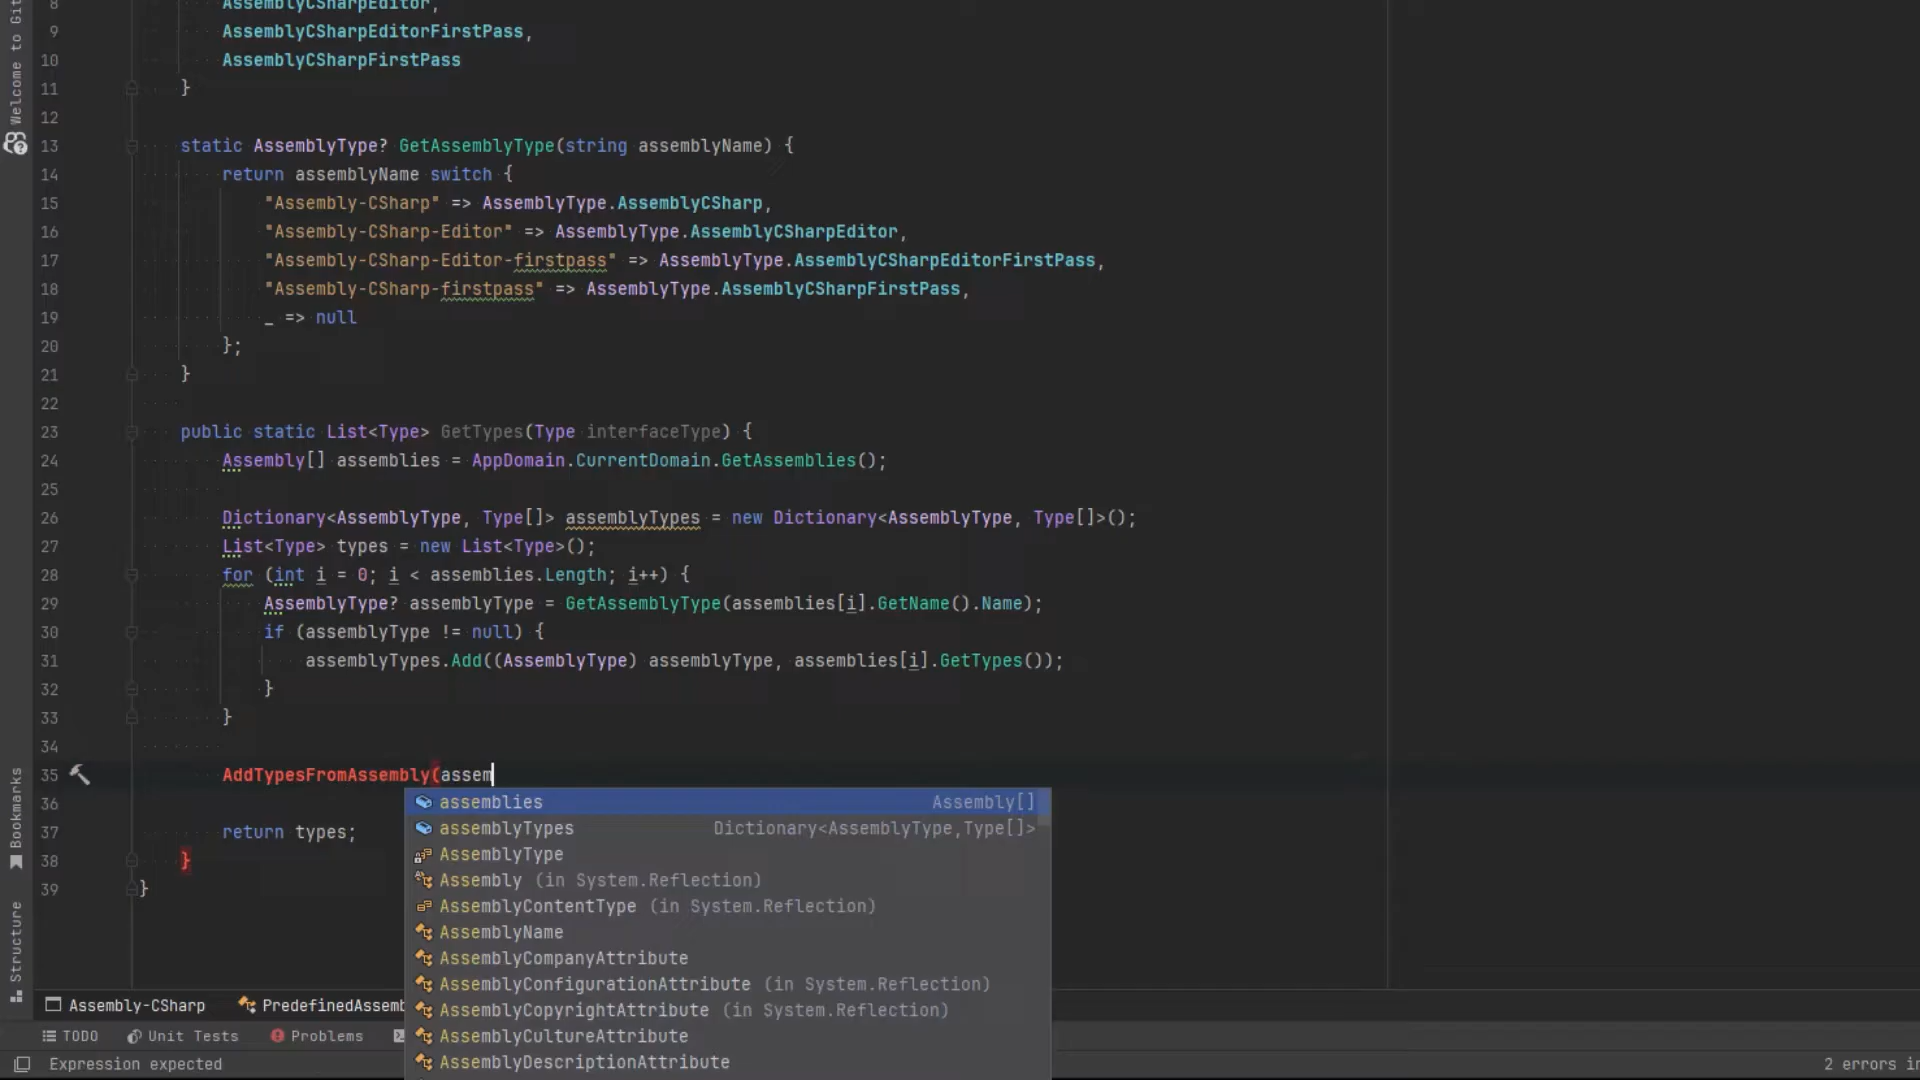 Welcome to Git
8 AssemblyCSharpEditor,
9 AssemblyCSharpEditorFirstPass,
10 AssemblyCSharpFirstPass
11 }
12
13 static AssemblyType? GetAssemblyType(string assemblyName) {
14 return assemblyName switch {
15 "Assembly-CSharp" => AssemblyType.AssemblyCSharp,
16 "Assembly-CSharp-Editor" => AssemblyType.AssemblyCSharpEditor,
17 "Assembly-CSharp-Editor-firstpass" => AssemblyType.AssemblyCSharpEditorFirstPass,
18 "Assembly-CSharp-firstpass" => AssemblyType.AssemblyCSharpFirstPass,
19 _ => null
20 };
21 }
22
23 public static List<Type> GetTypes(Type interfaceType) {
24 Assembly[] assemblies = AppDomain.CurrentDomain.GetAssemblies();
25
26 Dictionary<AssemblyType, Type[]> assemblyTypes = new Dictionary<AssemblyType, Type[]>();
27 List<Type> types = new List<Type>();
28 for (int i = 0; i < assemblies.Length; i++) {
29 AssemblyType? assemblyType = GetAssemblyType(assemblies[i].GetName().Name);
30 if (assemblyType != null) {
31 assemblyTypes.Add((AssemblyType) assemblyType, assemblies[i].GetTypes());
32 }
33 }
34
35 AddTypesFromAssembly(assem
assemblies Assembly[]
assemblyTypes Dictionary<AssemblyType,Type[]>
AssemblyType
Assembly (in System.Reflection)
AssemblyContentType (in System.Reflection)
AssemblyName
AssemblyCompanyAttribute
AssemblyConfigurationAttribute (in System.Reflection)
AssemblyCopyrightAttribute (in System.Reflection)
AssemblyCultureAttribute
AssemblyDescriptionAttribute
36
37 return types;
38 }
39 }
Bookmarks
Structure
Assembly-CSharp PredefinedAssemb
TODO Unit Tests Problems
Expression expected 2 errors in